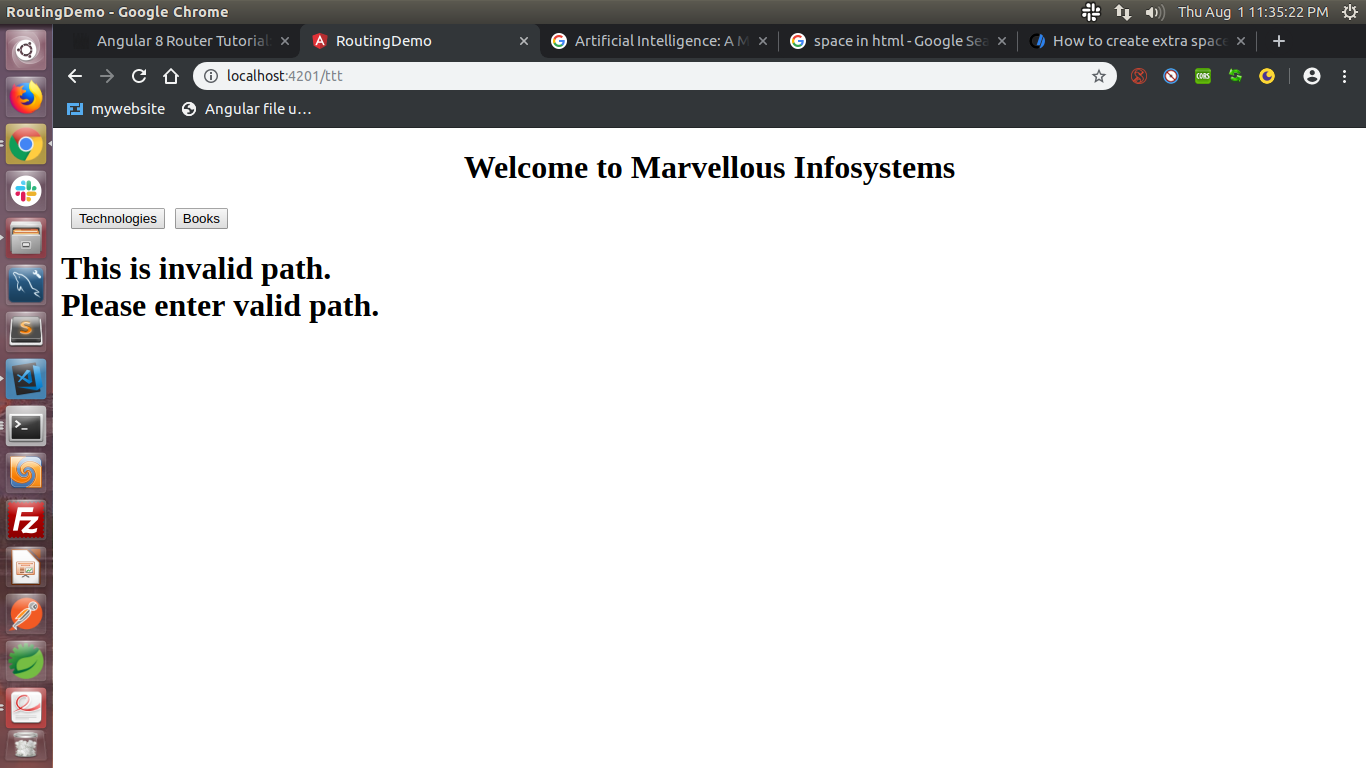 RoutingDemo - Google Chrome
Thu Aug 1 11:35:22 PM
Angular 8 Router Tutorial
RoutingDemo
Artificial Intelligence: A M
space in html - Google Sea
How to create extra space
localhost:4201/ttt
CORS
mywebsite
Angular file u…
Welcome to Marvellous Infosystems
Technologies
Books
This is invalid path.
Please enter valid path.
S
>_
FZ